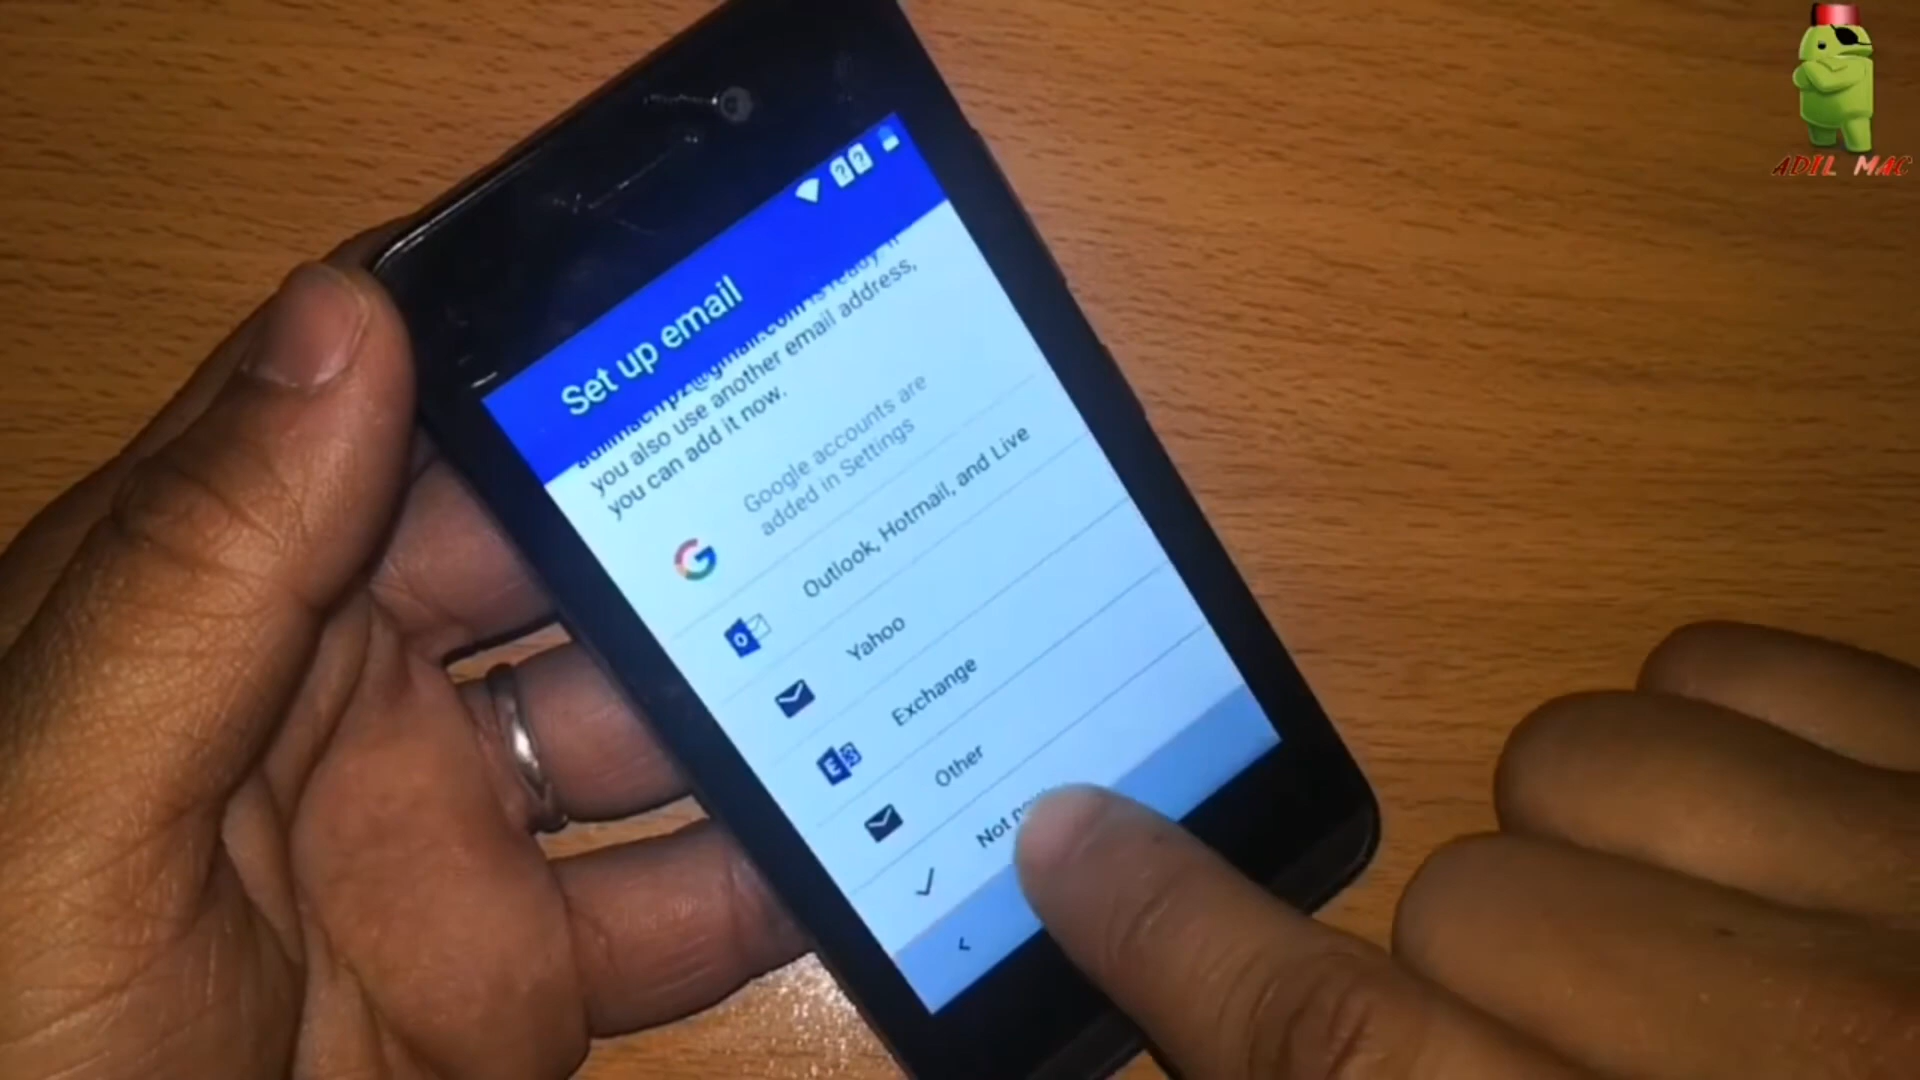 ADIL MAC
Set up email
you also use another email address,
you can add it now.
Google accounts are
added in Settings
Outlook, Hotmail, and Live
Yahoo
Exchange
Other
Not